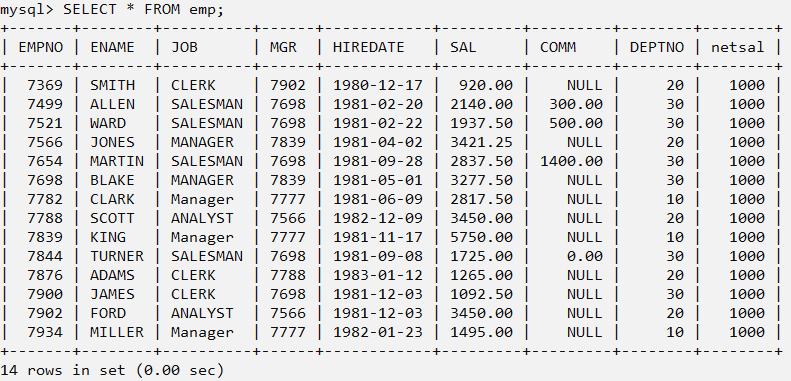 mysql> SELECT * FROM emp;
+-------+--------+----------+------+------------+---------+---------+--------+--------+
| EMPNO | ENAME  | JOB      | MGR  | HIREDATE   | SAL     | COMM    | DEPTNO | netsal |
+-------+--------+----------+------+------------+---------+---------+--------+--------+
|  7369 | SMITH  | CLERK    | 7902 | 1980-12-17 |  920.00 |    NULL |     20 |   1000 |
|  7499 | ALLEN  | SALESMAN | 7698 | 1981-02-20 | 2140.00 |  300.00 |     30 |   1000 |
|  7521 | WARD   | SALESMAN | 7698 | 1981-02-22 | 1937.50 |  500.00 |     30 |   1000 |
|  7566 | JONES  | MANAGER  | 7839 | 1981-04-02 | 3421.25 |    NULL |     20 |   1000 |
|  7654 | MARTIN | SALESMAN | 7698 | 1981-09-28 | 2837.50 | 1400.00 |     30 |   1000 |
|  7698 | BLAKE  | MANAGER  | 7839 | 1981-05-01 | 3277.50 |    NULL |     30 |   1000 |
|  7782 | CLARK  | Manager  | 7777 | 1981-06-09 | 2817.50 |    NULL |     10 |   1000 |
|  7788 | SCOTT  | ANALYST  | 7566 | 1982-12-09 | 3450.00 |    NULL |     20 |   1000 |
|  7839 | KING   | Manager  | 7777 | 1981-11-17 | 5750.00 |    NULL |     10 |   1000 |
|  7844 | TURNER | SALESMAN | 7698 | 1981-09-08 | 1725.00 |    0.00 |     30 |   1000 |
|  7876 | ADAMS  | CLERK    | 7788 | 1983-01-12 | 1265.00 |    NULL |     20 |   1000 |
|  7900 | JAMES  | CLERK    | 7698 | 1981-12-03 | 1092.50 |    NULL |     30 |   1000 |
|  7902 | FORD   | ANALYST  | 7566 | 1981-12-03 | 3450.00 |    NULL |     20 |   1000 |
|  7934 | MILLER | Manager  | 7777 | 1982-01-23 | 1495.00 |    NULL |     10 |   1000 |
+-------+--------+----------+------+------------+---------+---------+--------+--------+
14 rows in set (0.00 sec)